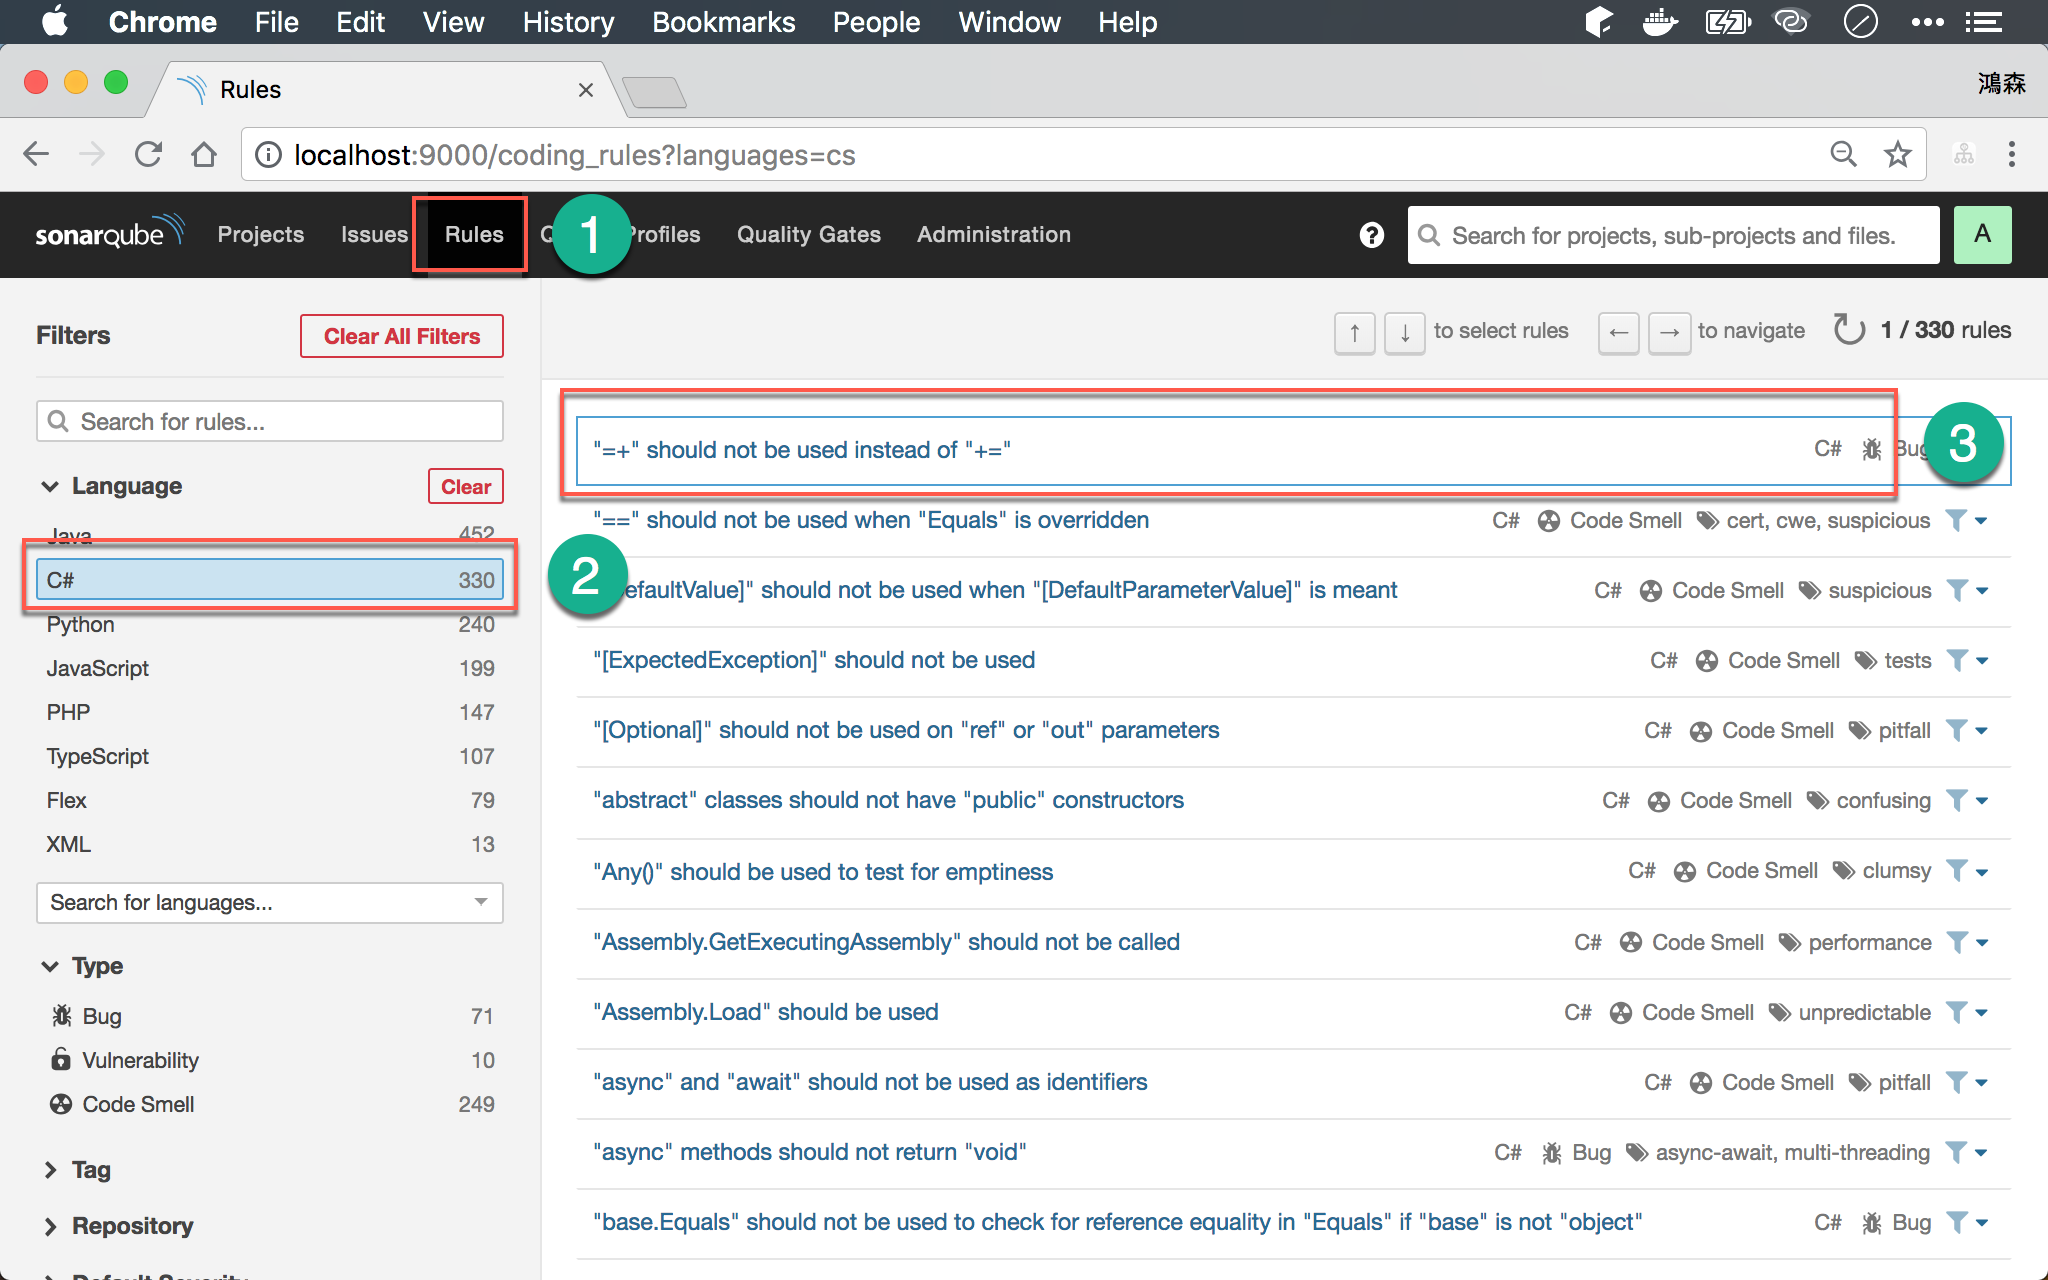 Chrome File Edit View History Bookmarks People Window Help
Rules
鴻森
localhost:9000/coding_rules?languages=cs
sonarqube Projects Issues Rules Q 1 Profiles Quality Gates Administration ? Search for projects, sub-projects and files. A
Filters Clear All Filters
↑ ↓ to select rules ← → to navigate 1 / 330 rules
Search for rules...
Language Clear
Java 452
C# 330
Python 240
JavaScript 199
PHP 147
TypeScript 107
Flex 79
XML 13
Search for languages...
Type
Bug 71
Vulnerability 10
Code Smell 249
Tag
Repository
Default Severity
"=+" should not be used instead of "+=" C# Bug 3
"==" should not be used when "Equals" is overridden C# Code Smell cert, cwe, suspicious
2 efaultValue]" should not be used when "[DefaultParameterValue]" is meant C# Code Smell suspicious
"[ExpectedException]" should not be used C# Code Smell tests
"[Optional]" should not be used on "ref" or "out" parameters C# Code Smell pitfall
"abstract" classes should not have "public" constructors C# Code Smell confusing
"Any()" should be used to test for emptiness C# Code Smell clumsy
"Assembly.GetExecutingAssembly" should not be called C# Code Smell performance
"Assembly.Load" should be used C# Code Smell unpredictable
"async" and "await" should not be used as identifiers C# Code Smell pitfall
"async" methods should not return "void" C# Bug async-await, multi-threading
"base.Equals" should not be used to check for reference equality in "Equals" if "base" is not "object" C# Bug